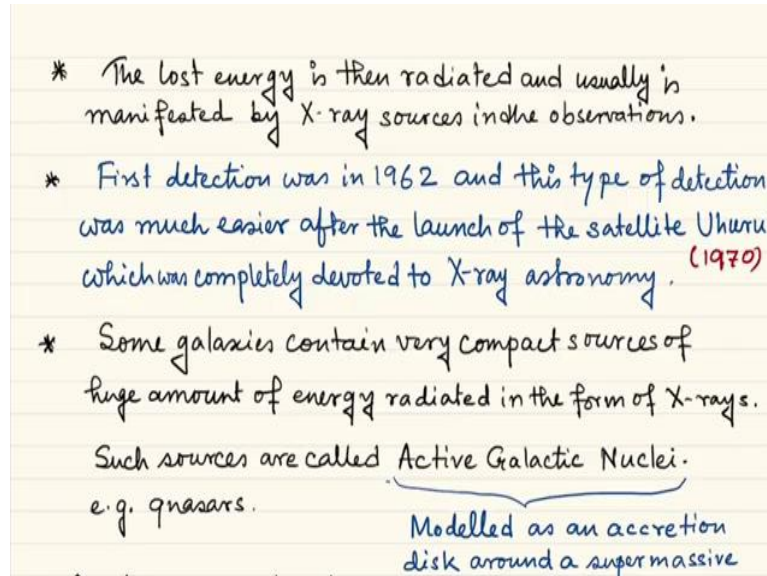 * The lost energy is then radiated and usually is
manifested by X-ray sources in the observations.
* First detection was in 1962 and this type of detection
was much easier after the launch of the satellite Uhuru
(1970)
which was completely devoted to X-ray astronomy.
* Some galaxies contain very compact sources of
huge amount of energy radiated in the form of X-rays.
Such sources are called Active Galactic Nuclei.
e.g. quasars.
Modelled as an accretion
disk around a supermassive